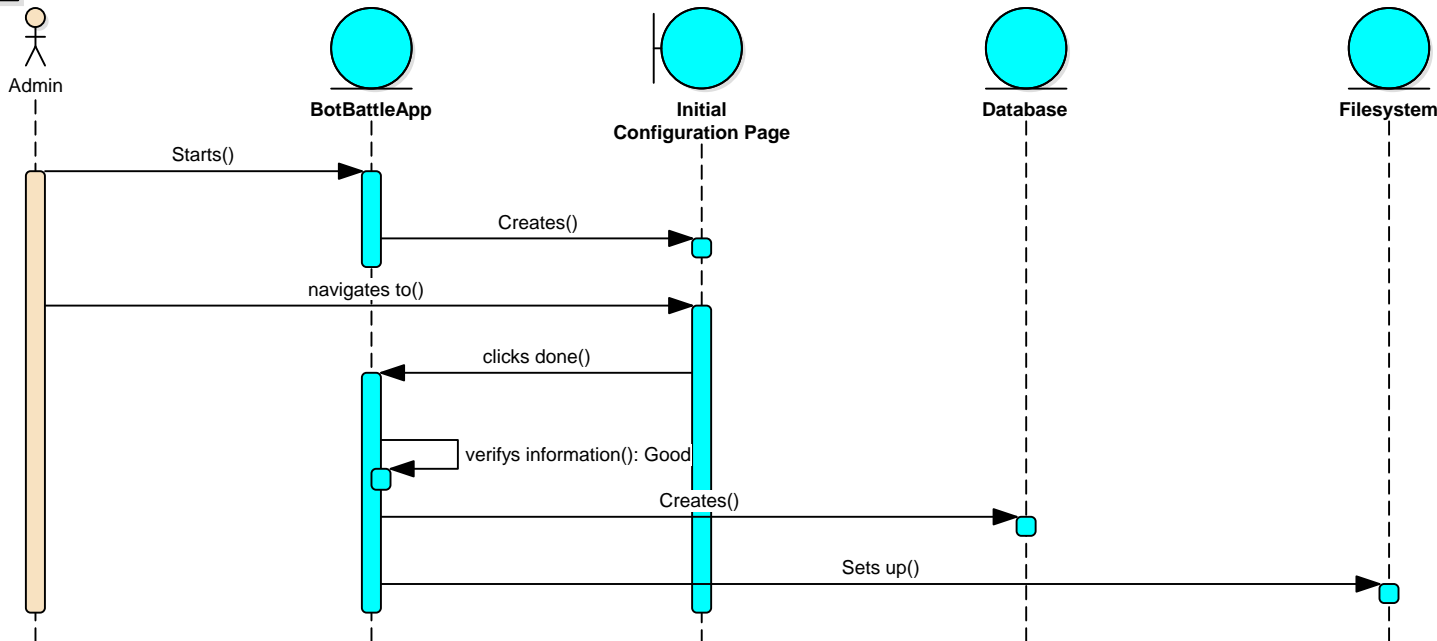 Admin
BotBattleApp
Initial
Configuration Page
Database
Filesystem
Starts()
Creates()
navigates to()
clicks done()
verifys information(): Good
Creates()
Sets up()